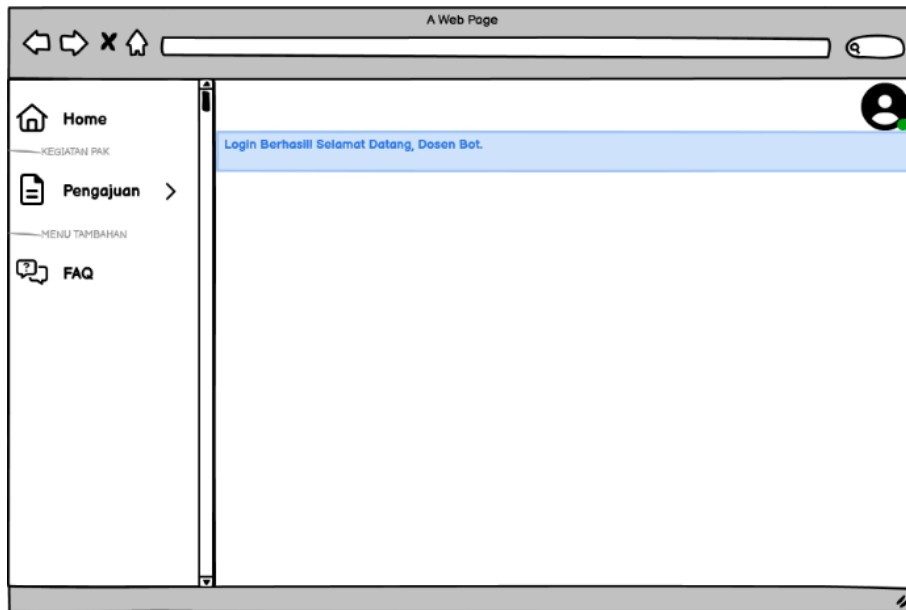 A Web Page
Home
KEGIATAN PAK
Pengajuan
MENU TAMBAHAN
FAQ
Login Berhasil! Selamat Datang, Dosen Bot.